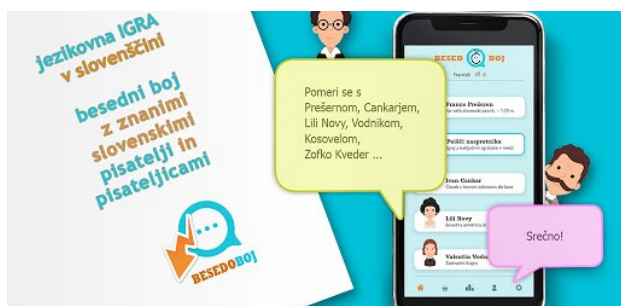 jezikovna IGRA
v slovenščini
besedni boj
z znanimi
slovenskimi
pisatelji in
pisateljicami
BESEDOBOJ
Pomeri se s
Prešernom, Cankarjem,
Lili Novy, Vodnikom,
Kosovelom,
Zofko Kveder ...
BESED BOJ
France Prešeren
Poišči nasprotnika
Ivan Cankar
Lili Novy
Valentin Vodn
Srečno!